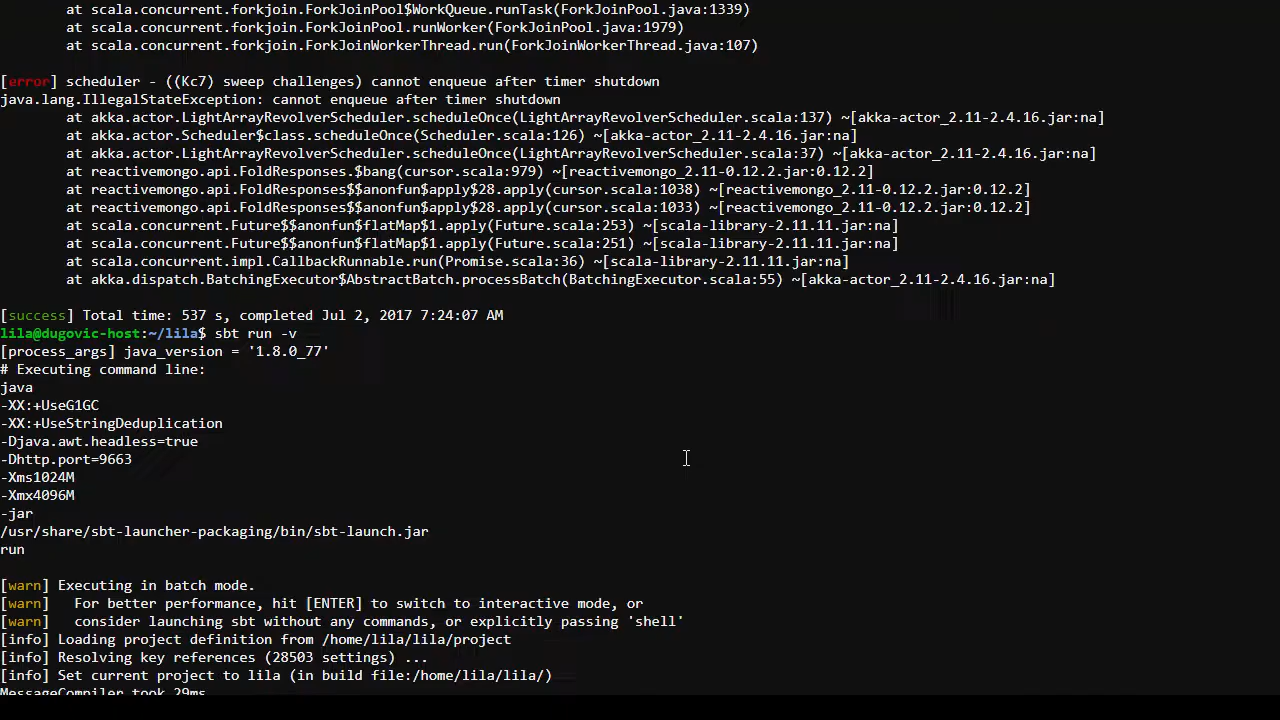 at scala.concurrent.forkjoin.ForkJoinPool$WorkQueue.runTask(ForkJoinPool.java:1339)
at scala.concurrent.forkjoin.ForkJoinPool.runWorker(ForkJoinPool.java:1979)
at scala.concurrent.forkjoin.ForkJoinWorkerThread.run(ForkJoinWorkerThread.java:107)
[error] scheduler - ((Kc7) sweep challenges) cannot enqueue after timer shutdown
java.lang.IllegalStateException: cannot enqueue after timer shutdown
at akka.actor.LightArrayRevolverScheduler.scheduleOnce(LightArrayRevolverScheduler.scala:137) ~[akka-actor_2.11-2.4.16.jar:na]
at akka.actor.Scheduler$class.scheduleOnce(Scheduler.scala:126) ~[akka-actor_2.11-2.4.16.jar:na]
at akka.actor.LightArrayRevolverScheduler.scheduleOnce(LightArrayRevolverScheduler.scala:37) ~[akka-actor_2.11-2.4.16.jar:na]
at reactivemongo.api.FoldResponses.$bang(cursor.scala:979) ~[reactivemongo_2.11-0.12.2.jar:0.12.2]
at reactivemongo.api.FoldResponses$$anonfun$apply$28.apply(cursor.scala:1038) ~[reactivemongo_2.11-0.12.2.jar:0.12.2]
at reactivemongo.api.FoldResponses$$anonfun$apply$28.apply(cursor.scala:1033) ~[reactivemongo_2.11-0.12.2.jar:0.12.2]
at scala.concurrent.Future$$anonfun$flatMap$1.apply(Future.scala:253) ~[scala-library-2.11.11.jar:na]
at scala.concurrent.Future$$anonfun$flatMap$1.apply(Future.scala:251) ~[scala-library-2.11.11.jar:na]
at scala.concurrent.impl.CallbackRunnable.run(Promise.scala:36) ~[scala-library-2.11.11.jar:na]
at akka.dispatch.BatchingExecutor$AbstractBatch.processBatch(BatchingExecutor.scala:55) ~[akka-actor_2.11-2.4.16.jar:na]
[success] Total time: 537 s, completed Jul 2, 2017 7:24:07 AM
lila@dugovic-host:~/lila$ sbt run -v
[process_args] java_version = '1.8.0_77'
# Executing command line:
java
-XX:+UseG1GC
-XX:+UseStringDeduplication
-Djava.awt.headless=true
-Dhttp.port=9663
-Xms1024M
-Xmx4096M
-jar
/usr/share/sbt-launcher-packaging/bin/sbt-launch.jar
run
[warn] Executing in batch mode.
[warn]   For better performance, hit [ENTER] to switch to interactive mode, or
[warn]   consider launching sbt without any commands, or explicitly passing 'shell'
[info] Loading project definition from /home/lila/lila/project
[info] Resolving key references (28503 settings) ...
[info] Set current project to lila (in build file:/home/lila/lila/)
MessageCompiler took 29ms